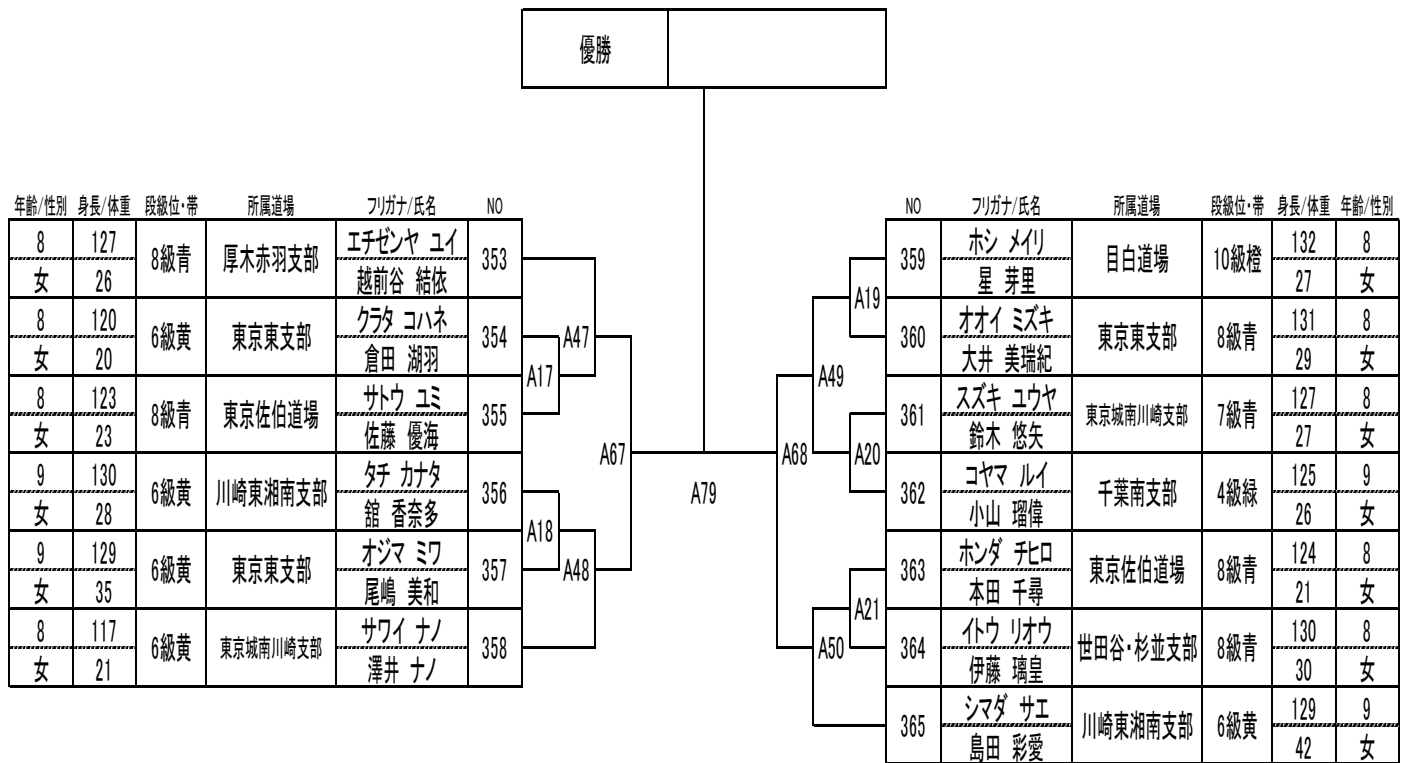 優勝
年齢/性別 身長/体重 段級位・帯 所属道場 フリガナ/氏名 NO
8 127 8級青 厚木赤羽支部 エチゼンヤ ユイ 353
女 26 越前谷 結依
8 120 6級黄 東京東支部 クラタ コハネ 354
女 20 倉田 湖羽
8 123 8級青 東京佐伯道場 サトウ ユミ 355
女 23 佐藤 優海
9 130 6級黄 川崎東湘南支部 タチ カナタ 356
女 28 舘 香奈多
9 129 6級黄 東京東支部 オジマ ミワ 357
女 35 尾嶋 美和
8 117 6級黄 東京城南川崎支部 サワイ ナノ 358
女 21 澤井 ナノ
A47
A17
A67
A18
A48
A79
NO フリガナ/氏名 所属道場 段級位・帯 身長/体重 年齢/性別
359 ホシ メイリ 目白道場 10級橙 132 8
星 芽里 27 女
360 オオイ ミズキ 東京東支部 8級青 131 8
大井 美瑞紀 29 女
361 スズキ ユウヤ 東京城南川崎支部 7級青 127 8
鈴木 悠矢 27 女
362 コヤマ ルイ 千葉南支部 4級緑 125 9
小山 瑠偉 26 女
363 ホンダ チヒロ 東京佐伯道場 8級青 124 8
本田 千尋 21 女
364 イトウ リオウ 世田谷・杉並支部 8級青 130 8
伊藤 璃皇 30 女
365 シマダ サエ 川崎東湘南支部 6級黄 129 9
島田 彩愛 42 女
A19
A49
A68
A20
A21
A50